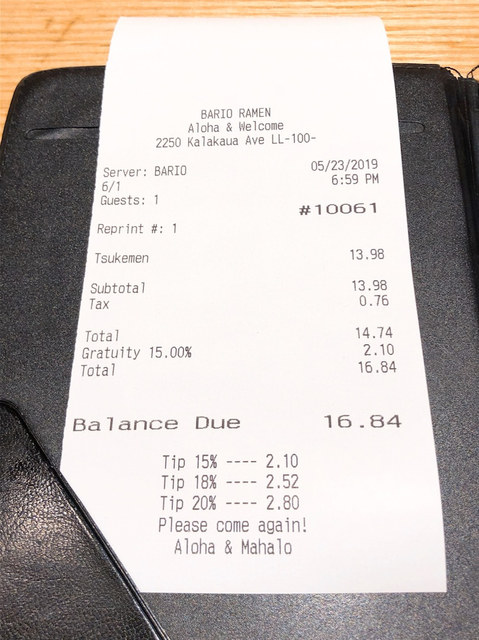 BARIO RAMEN
Aloha & Welcome
2250 Kalakaua Ave LL-100-
Server: BARIO 05/23/2019
6/1 6:59 PM
Guests: 1
#10061
Reprint #: 1
Tsukemen 13.98
Subtotal 13.98
Tax 0.76
Total 14.74
Gratuity 15.00% 2.10
Total 16.84
Balance Due 16.84
Tip 15% ---- 2.10
Tip 18% ---- 2.52
Tip 20% ---- 2.80
Please come again!
Aloha & Mahalo